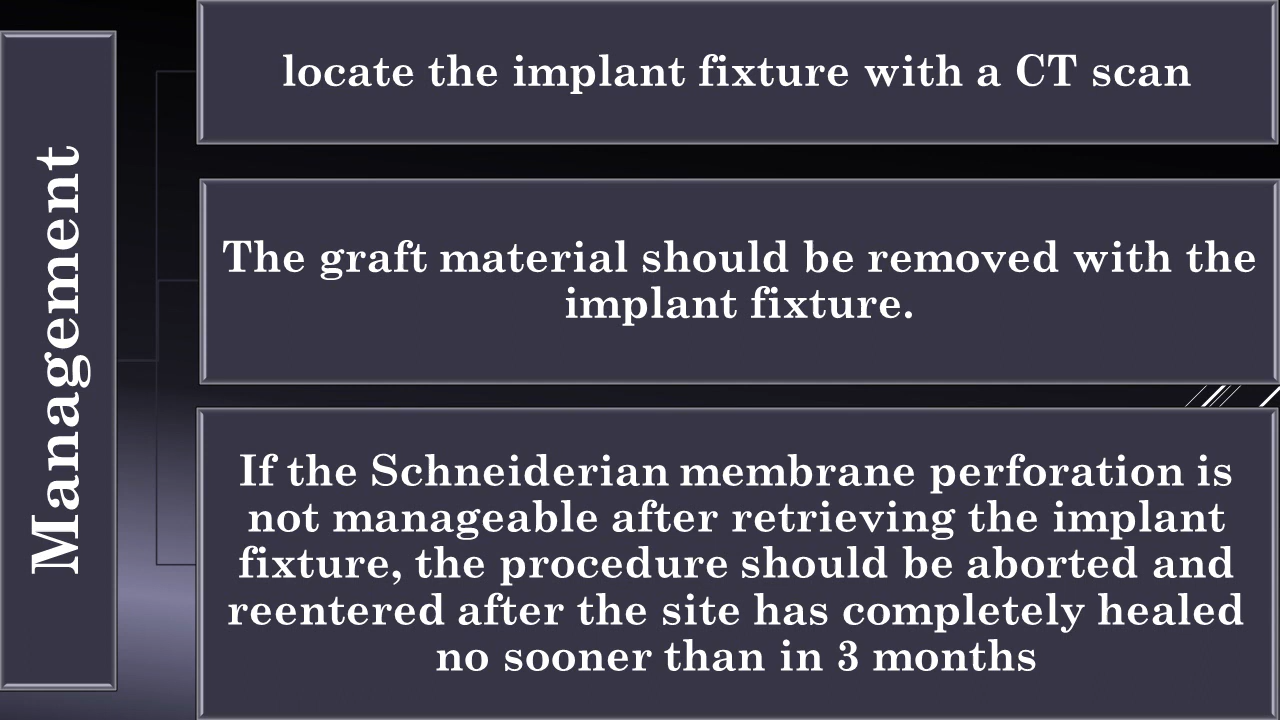 Management
locate the implant fixture with a CT scan
The graft material should be removed with the
implant fixture.
If the Schneiderian membrane perforation is
not manageable after retrieving the implant
fixture, the procedure should be aborted and
reentered after the site has completely healed
no sooner than in 3 months